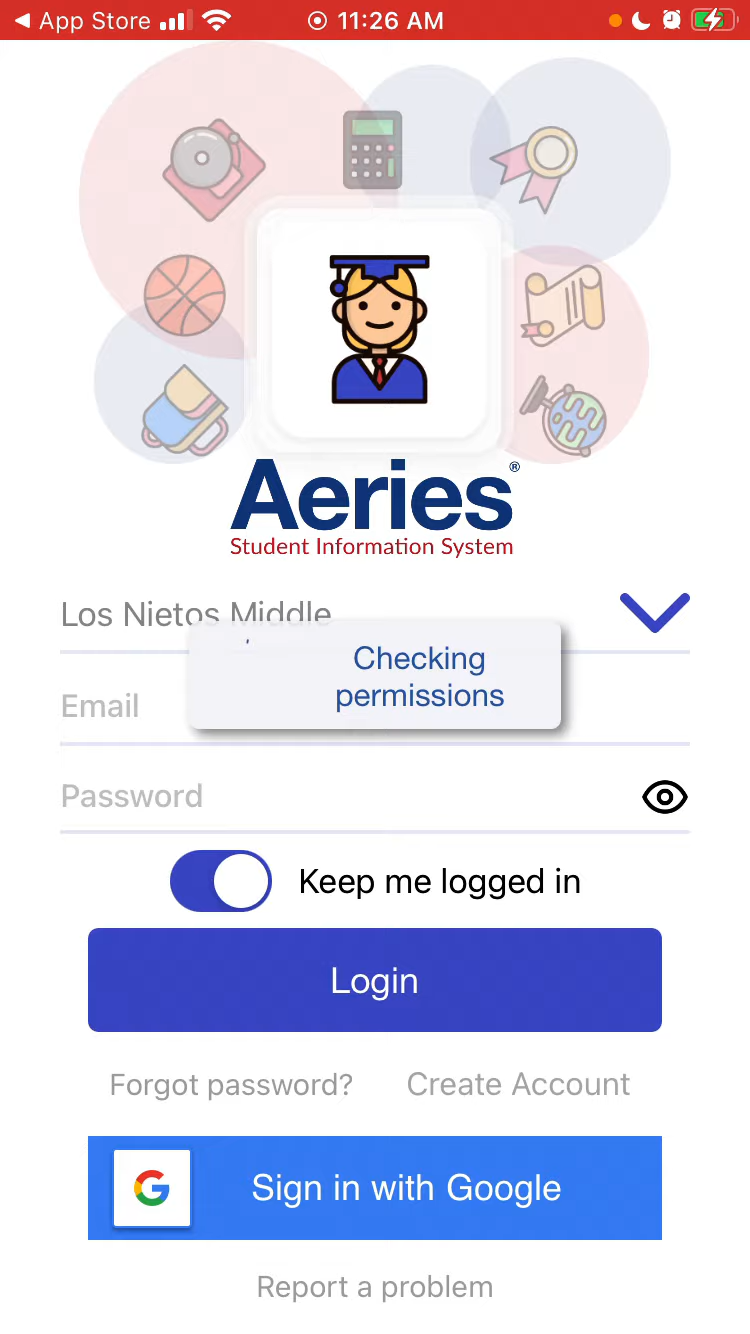 App Store 11:26 AM
Aeries®
Student Information System
Los Nietos Middle
Checking
permissions
Email
Password
Keep me logged in
Login
Forgot password? Create Account
G Sign in with Google
Report a problem